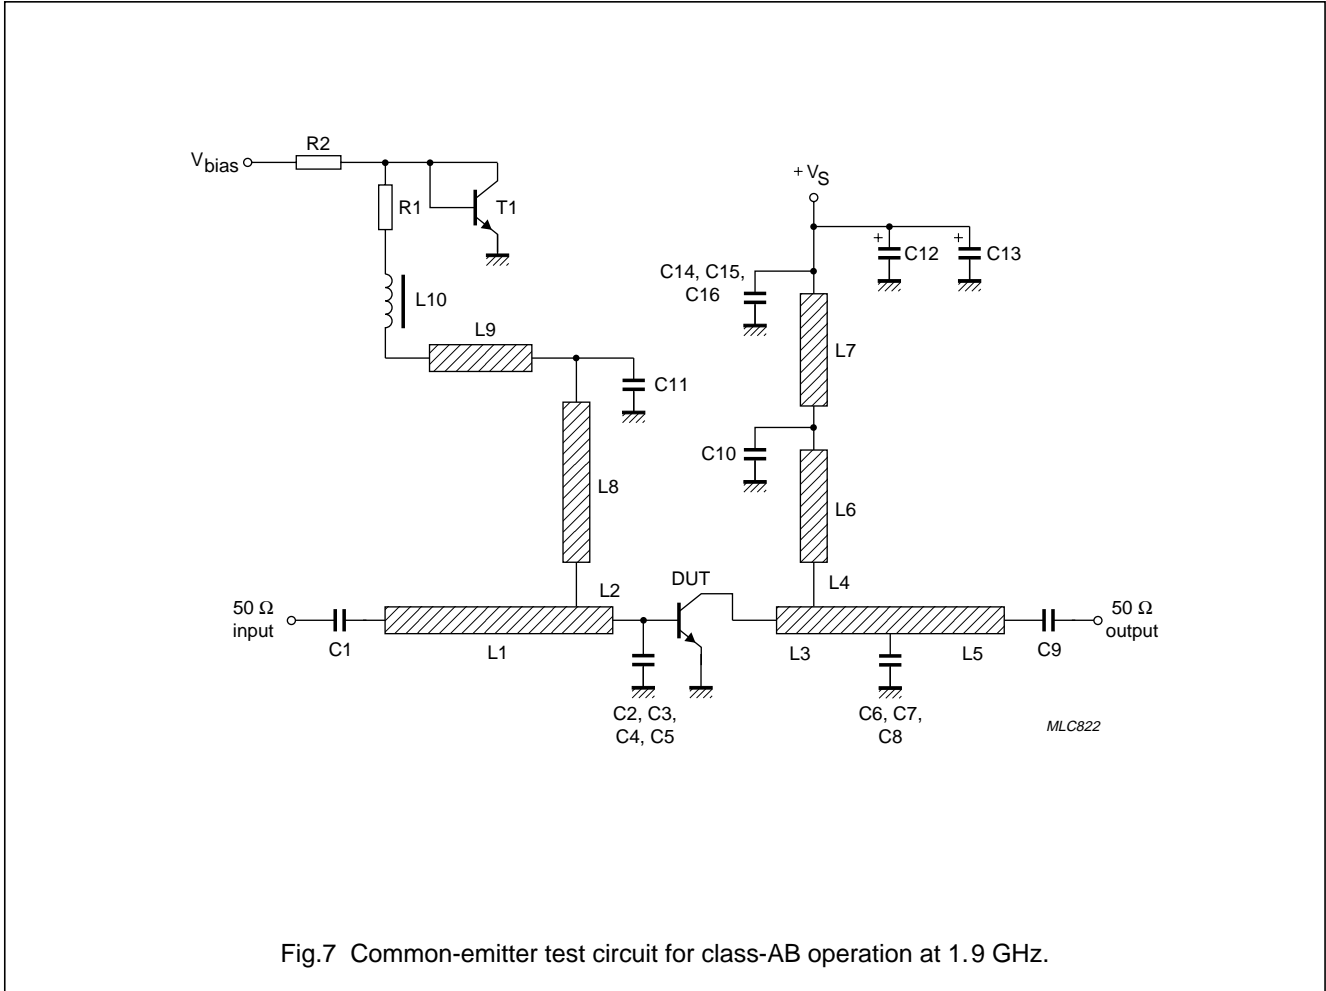 R2
Vbias
R1
T1
+VS
+
C12
+
C13
C14, C15,
C16
L10
L9
L7
C11
C10
L8
L6
L2
DUT
L4
50 Ω
input
C1
L1
L3
L5
C9
50 Ω
output
C2, C3,
C4, C5
C6, C7,
C8
MLC822
Fig.7 Common-emitter test circuit for class-AB operation at 1.9 GHz.